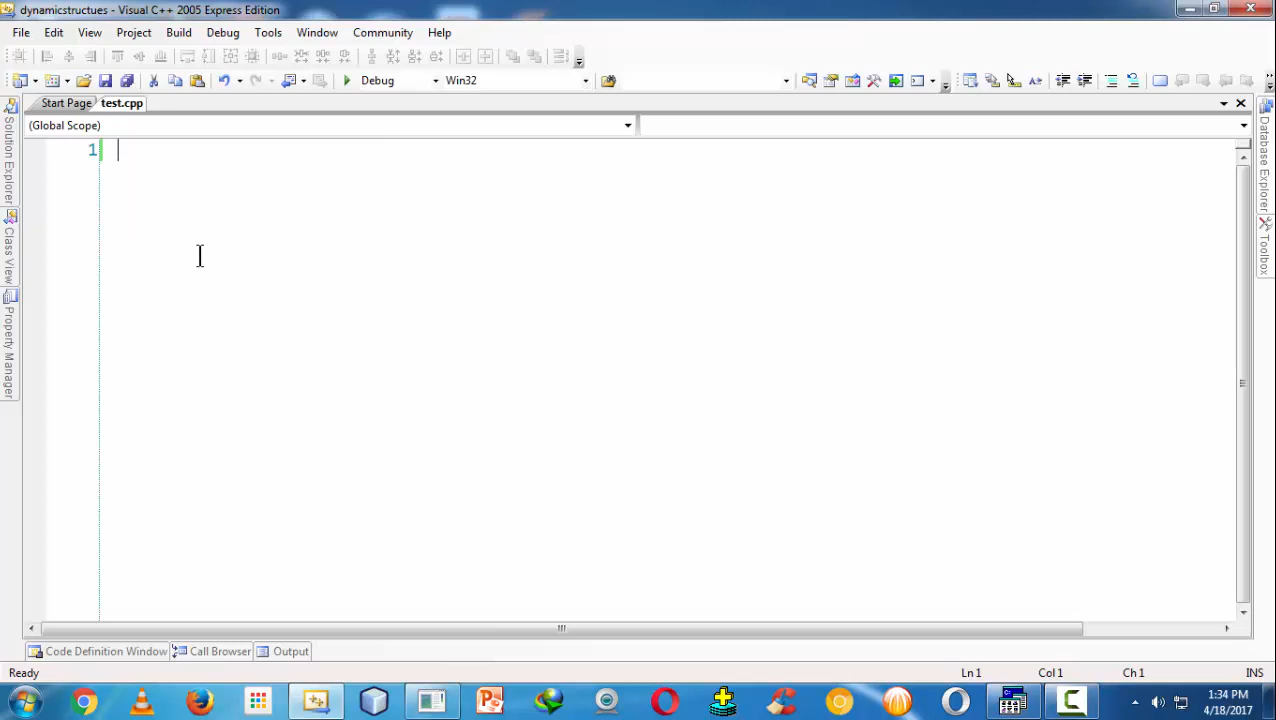 dynamicstructues - Visual C++ 2005 Express Edition
File Edit View Project Build Debug Tools Window Community Help
Debug Win32
Start Page test.cpp
(Global Scope)
1
Solution Explorer
Class View
Property Manager
Database Explorer
Toolbox
Code Definition Window Call Browser Output
Ready Ln 1 Col 1 Ch 1 INS
1:34 PM
4/18/2017